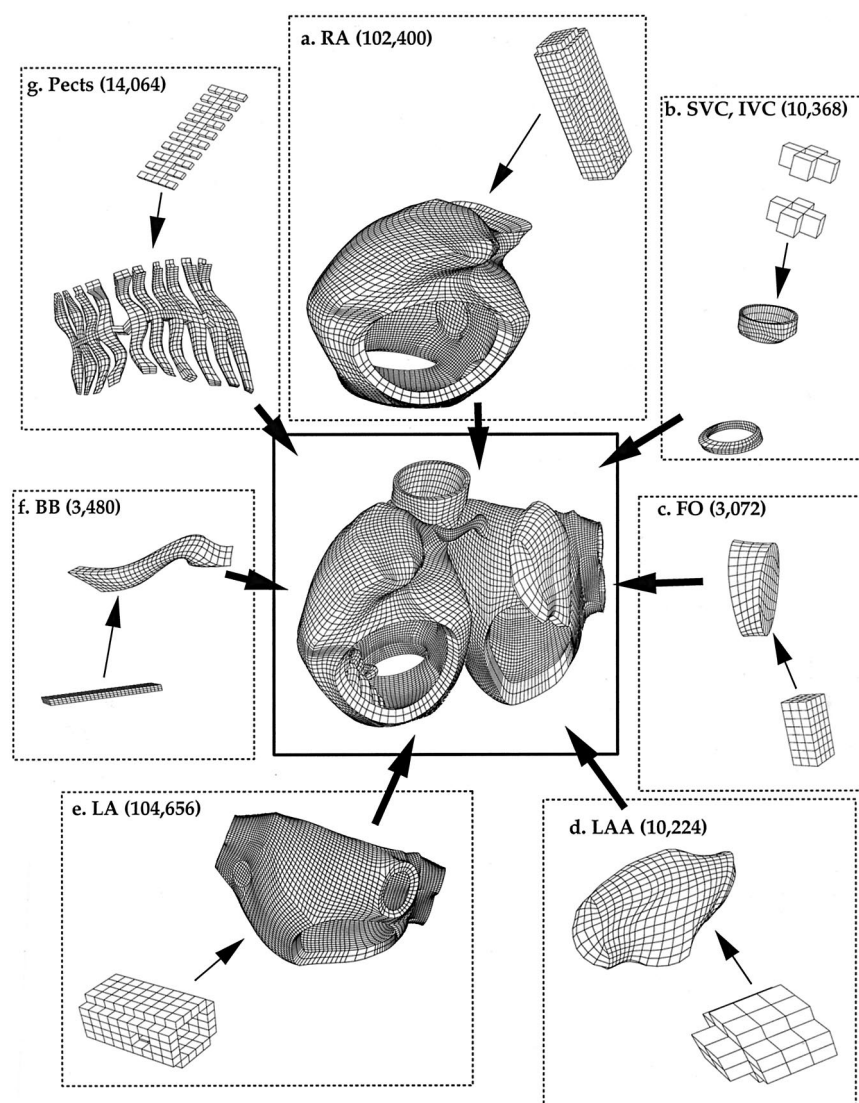 a. RA (102,400)
g. Pects (14,064)
b. SVC, IVC (10,368)
f. BB (3,480)
c. FO (3,072)
e. LA (104,656)
d. LAA (10,224)